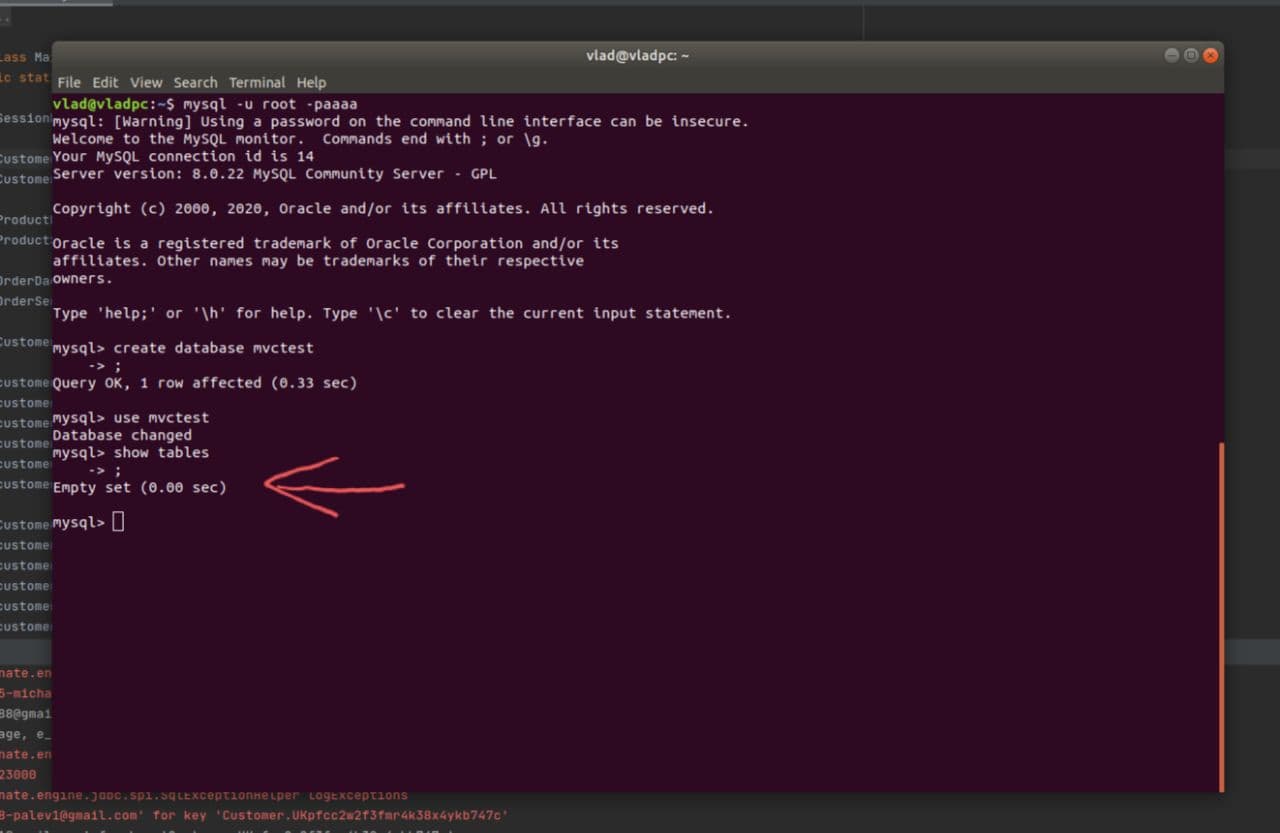 vlad@vladpc: ~
File Edit View Search Terminal Help
vlad@vladpc:~$ mysql -u root -paaaa
mysql: [Warning] Using a password on the command line interface can be insecure.
Welcome to the MySQL monitor.  Commands end with ; or \g.
Your MySQL connection id is 14
Server version: 8.0.22 MySQL Community Server - GPL
Copyright (c) 2000, 2020, Oracle and/or its affiliates. All rights reserved.
Oracle is a registered trademark of Oracle Corporation and/or its
affiliates. Other names may be trademarks of their respective
owners.
Type 'help;' or '\h' for help. Type '\c' to clear the current input statement.
mysql> create database mvctest
    -> ;
Query OK, 1 row affected (0.33 sec)
mysql> use mvctest
Database changed
mysql> show tables
    -> ;
Empty set (0.00 sec)
mysql>
lass Ma
ic stat
Session
Custome
Custome
Product
Product
OrderDa
OrderSe
Custome
custome
custome
custome
custome
custome
custome
Custome
custome
custome
custome
custome
custome
nate.en
5-micha
88@gmai
age, e_
nate.en
23000
nate.engine.jdbc.spi.SqlExceptionHelper logExceptions
8-palev1@gmail.com' for key 'Customer.UKpfcc2w2f3fmr4k38x4ykb747c'